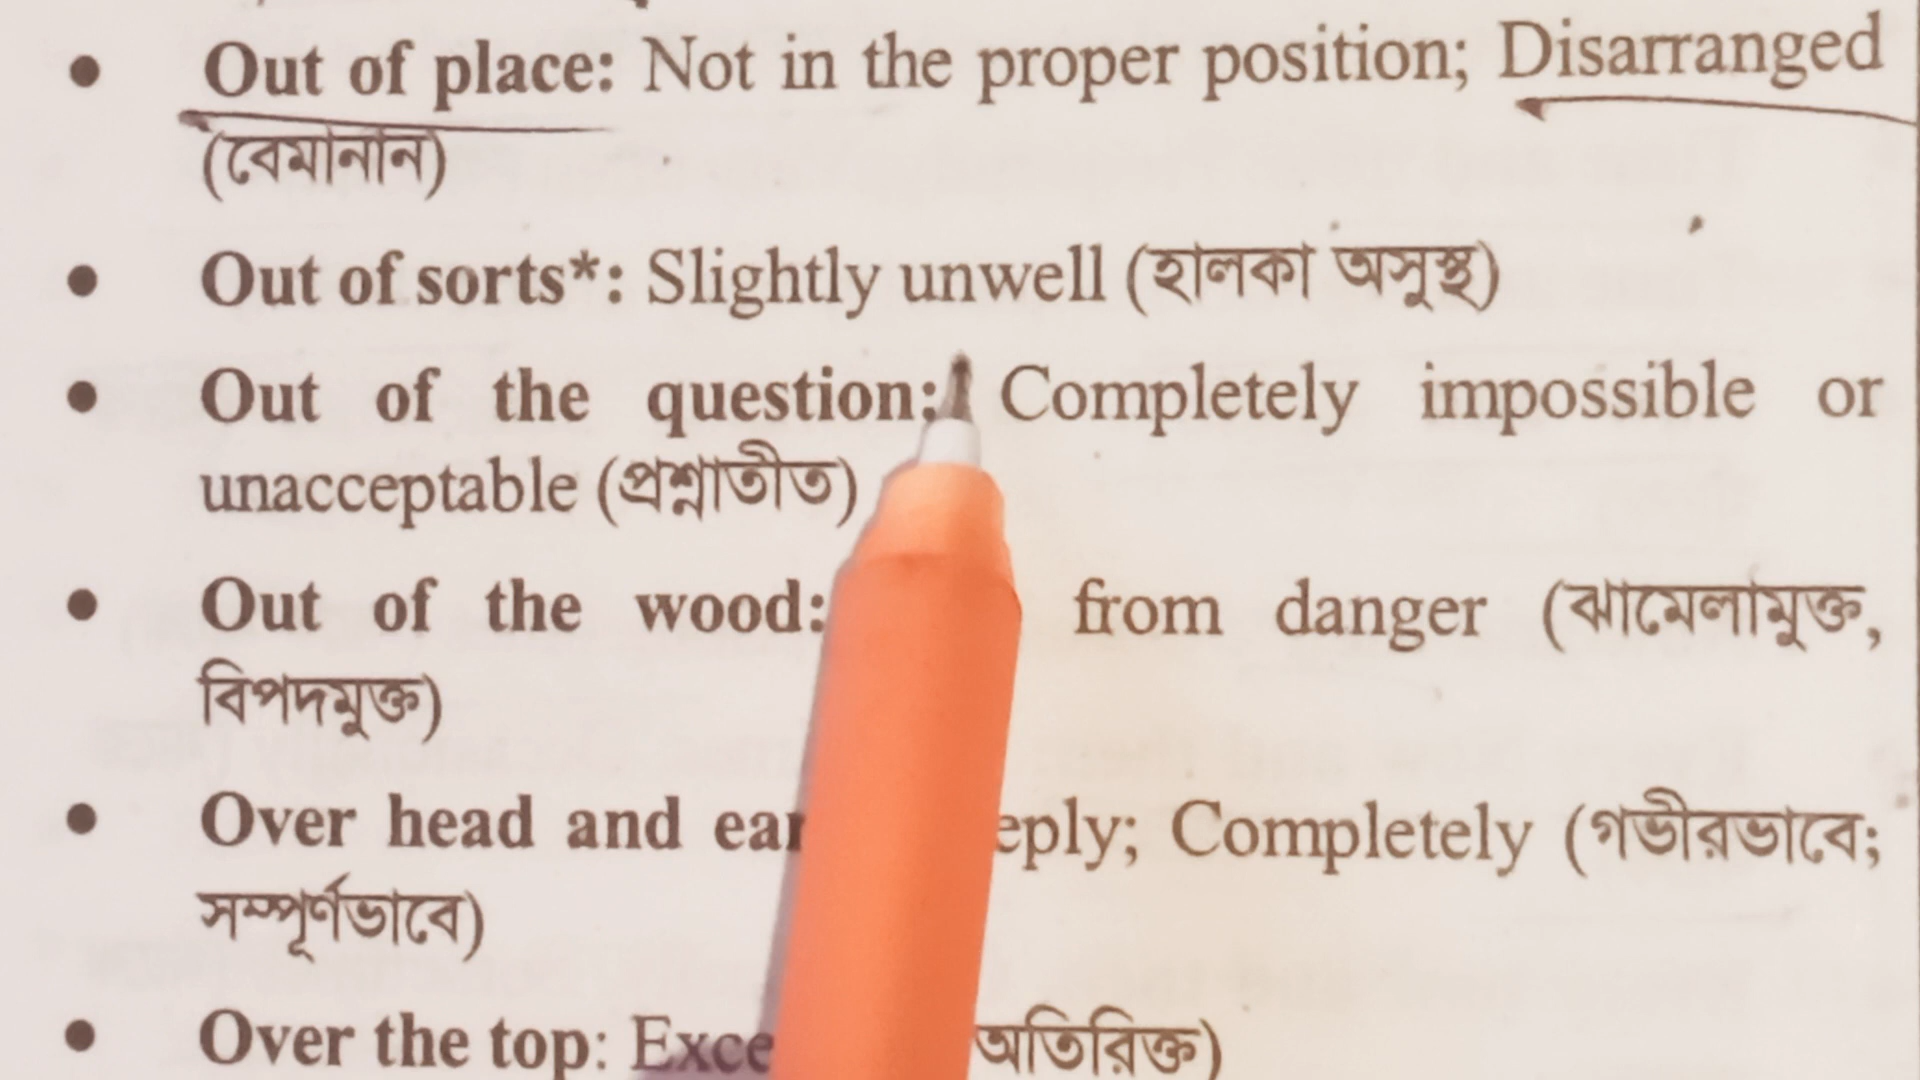 • Out of place: Not in the proper position; Disarranged
(বেমানান)
• Out of sorts*: Slightly unwell (হালকা অসুস্থ)
• Out of the question: Completely impossible or
unacceptable (প্রশ্নাতীত)
• Out of the wood: from danger (ঝামেলামুক্ত,
বিপদমুক্ত)
• Over head and Completely (গভীরভাবে;
সম্পূর্ণভাবে)
• Over the top: অতিরিক্ত)